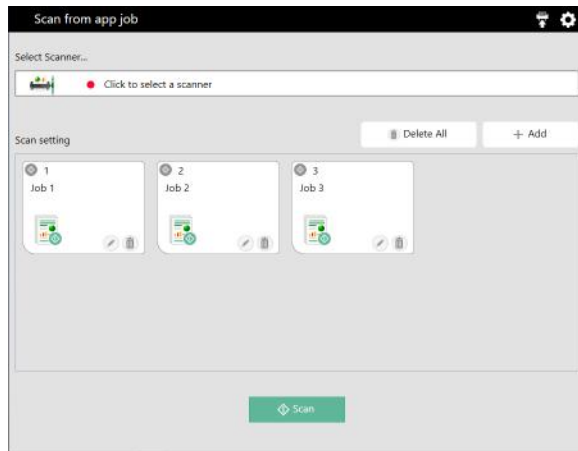 Scan from app job
Select Scanner...
Click to select a scanner
Scan setting
Delete All
+ Add
1
Job 1
2
Job 2
3
Job 3
Scan